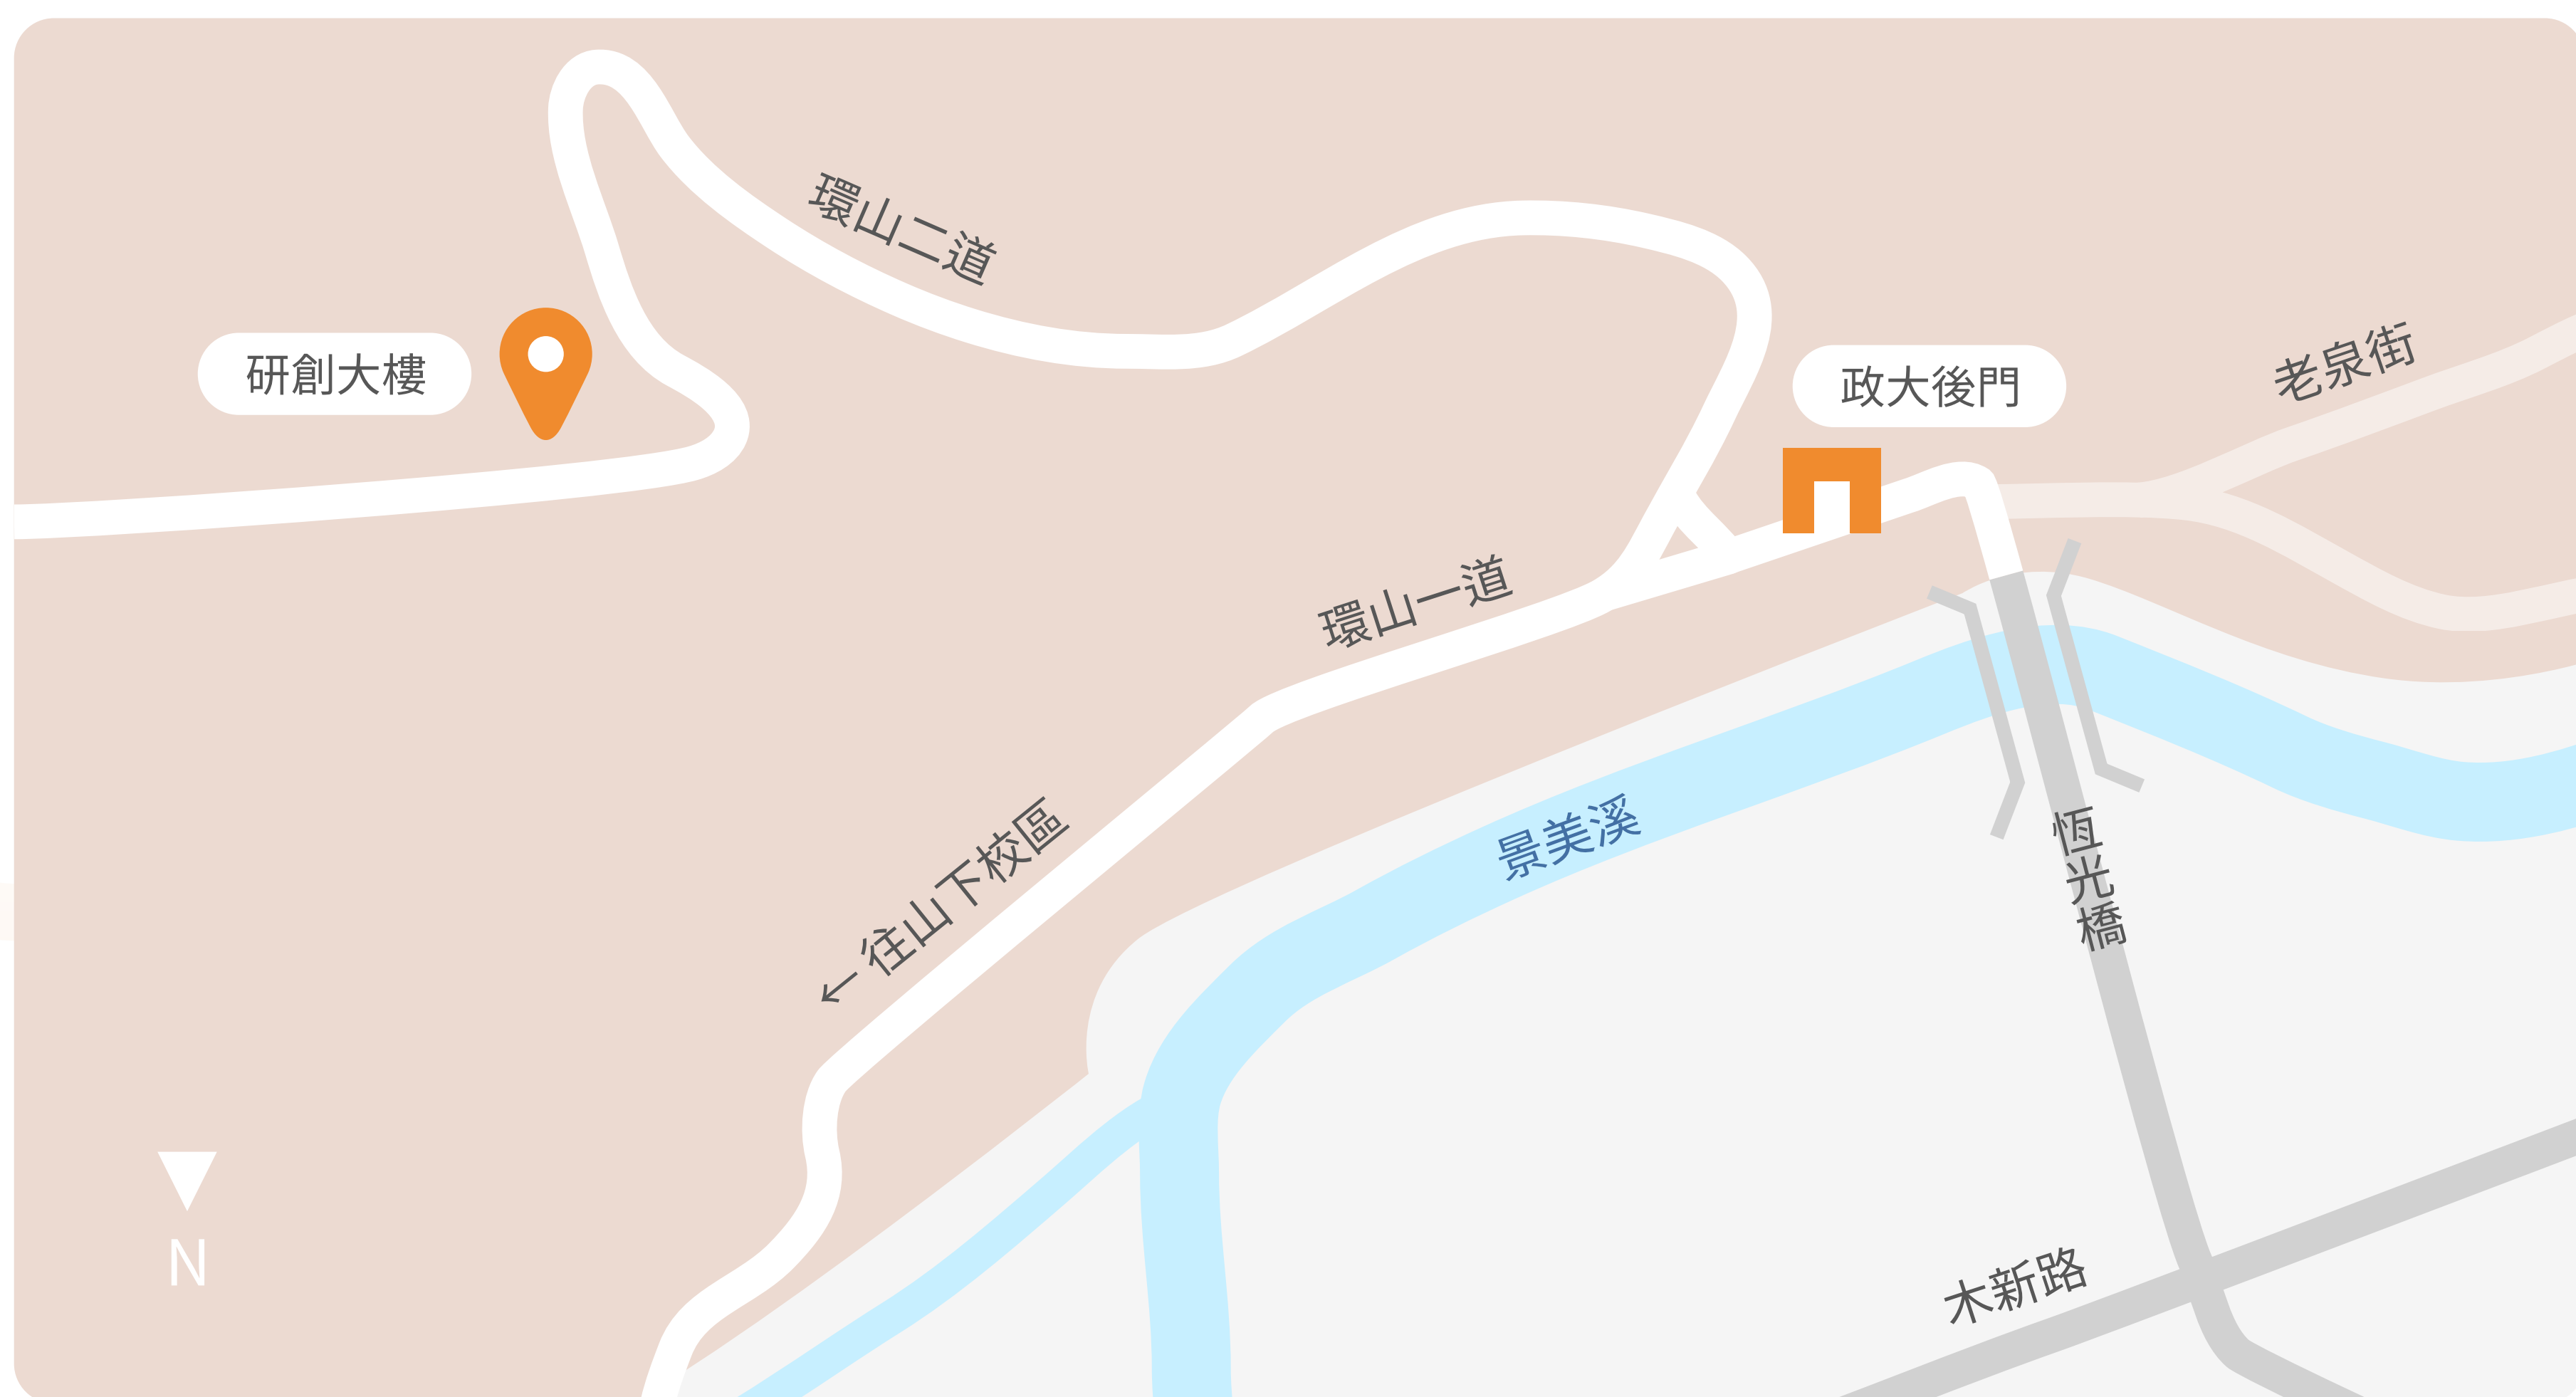 環山二道
研創大樓
政大後門
老泉街
環山一道
← 往山下校區
景美溪
恆光橋
木新路
N